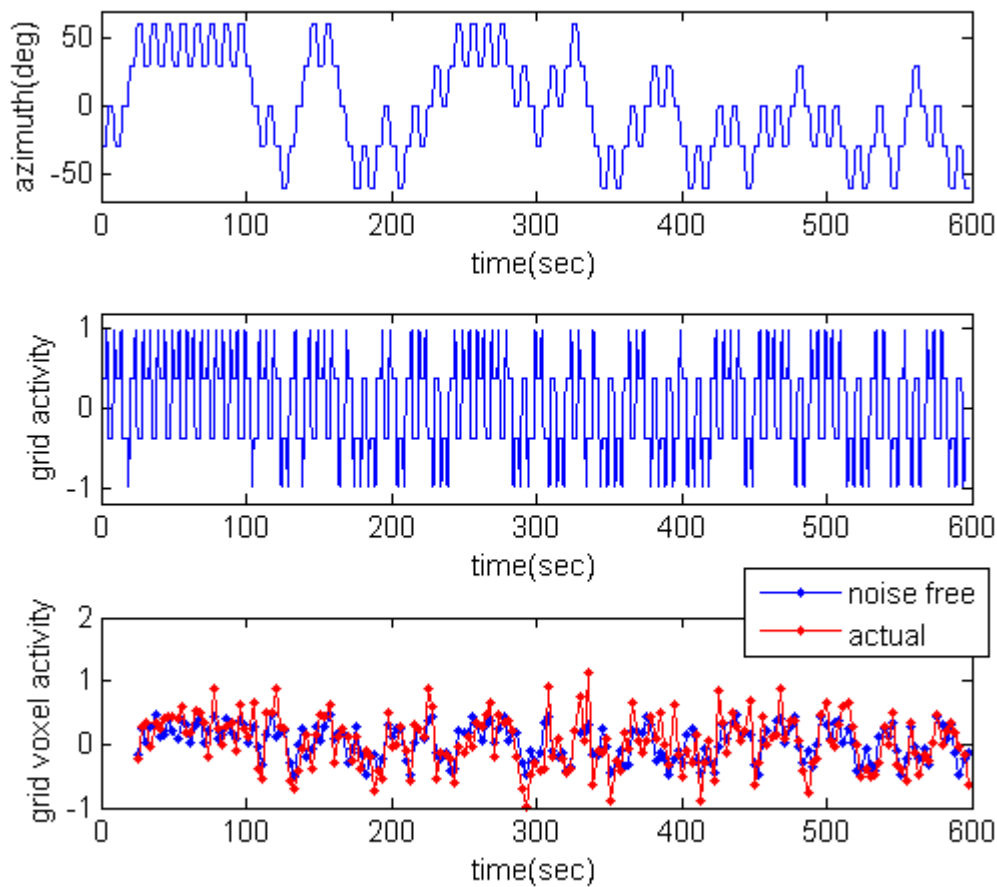 azimuth(deg)
50
0
-50
0 100 200 300 400 500 600
time(sec)
grid activity
1
0
-1
0 100 200 300 400 500 600
time(sec)
grid voxel activity
noise free
actual
2
1
0
-1
0 100 200 300 400 500 600
time(sec)